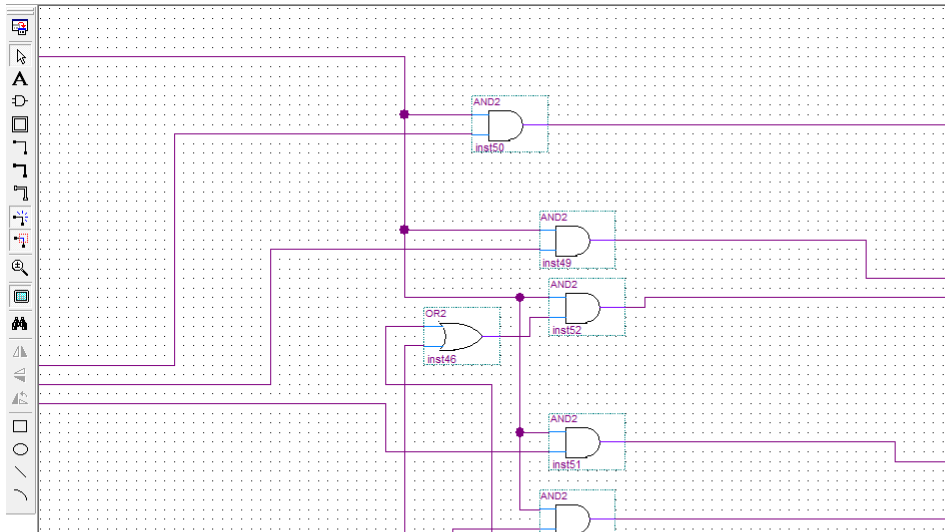 A
AND2
inst50
AND2
inst49
AND2
inst52
OR2
inst46
AND2
inst51
AND2